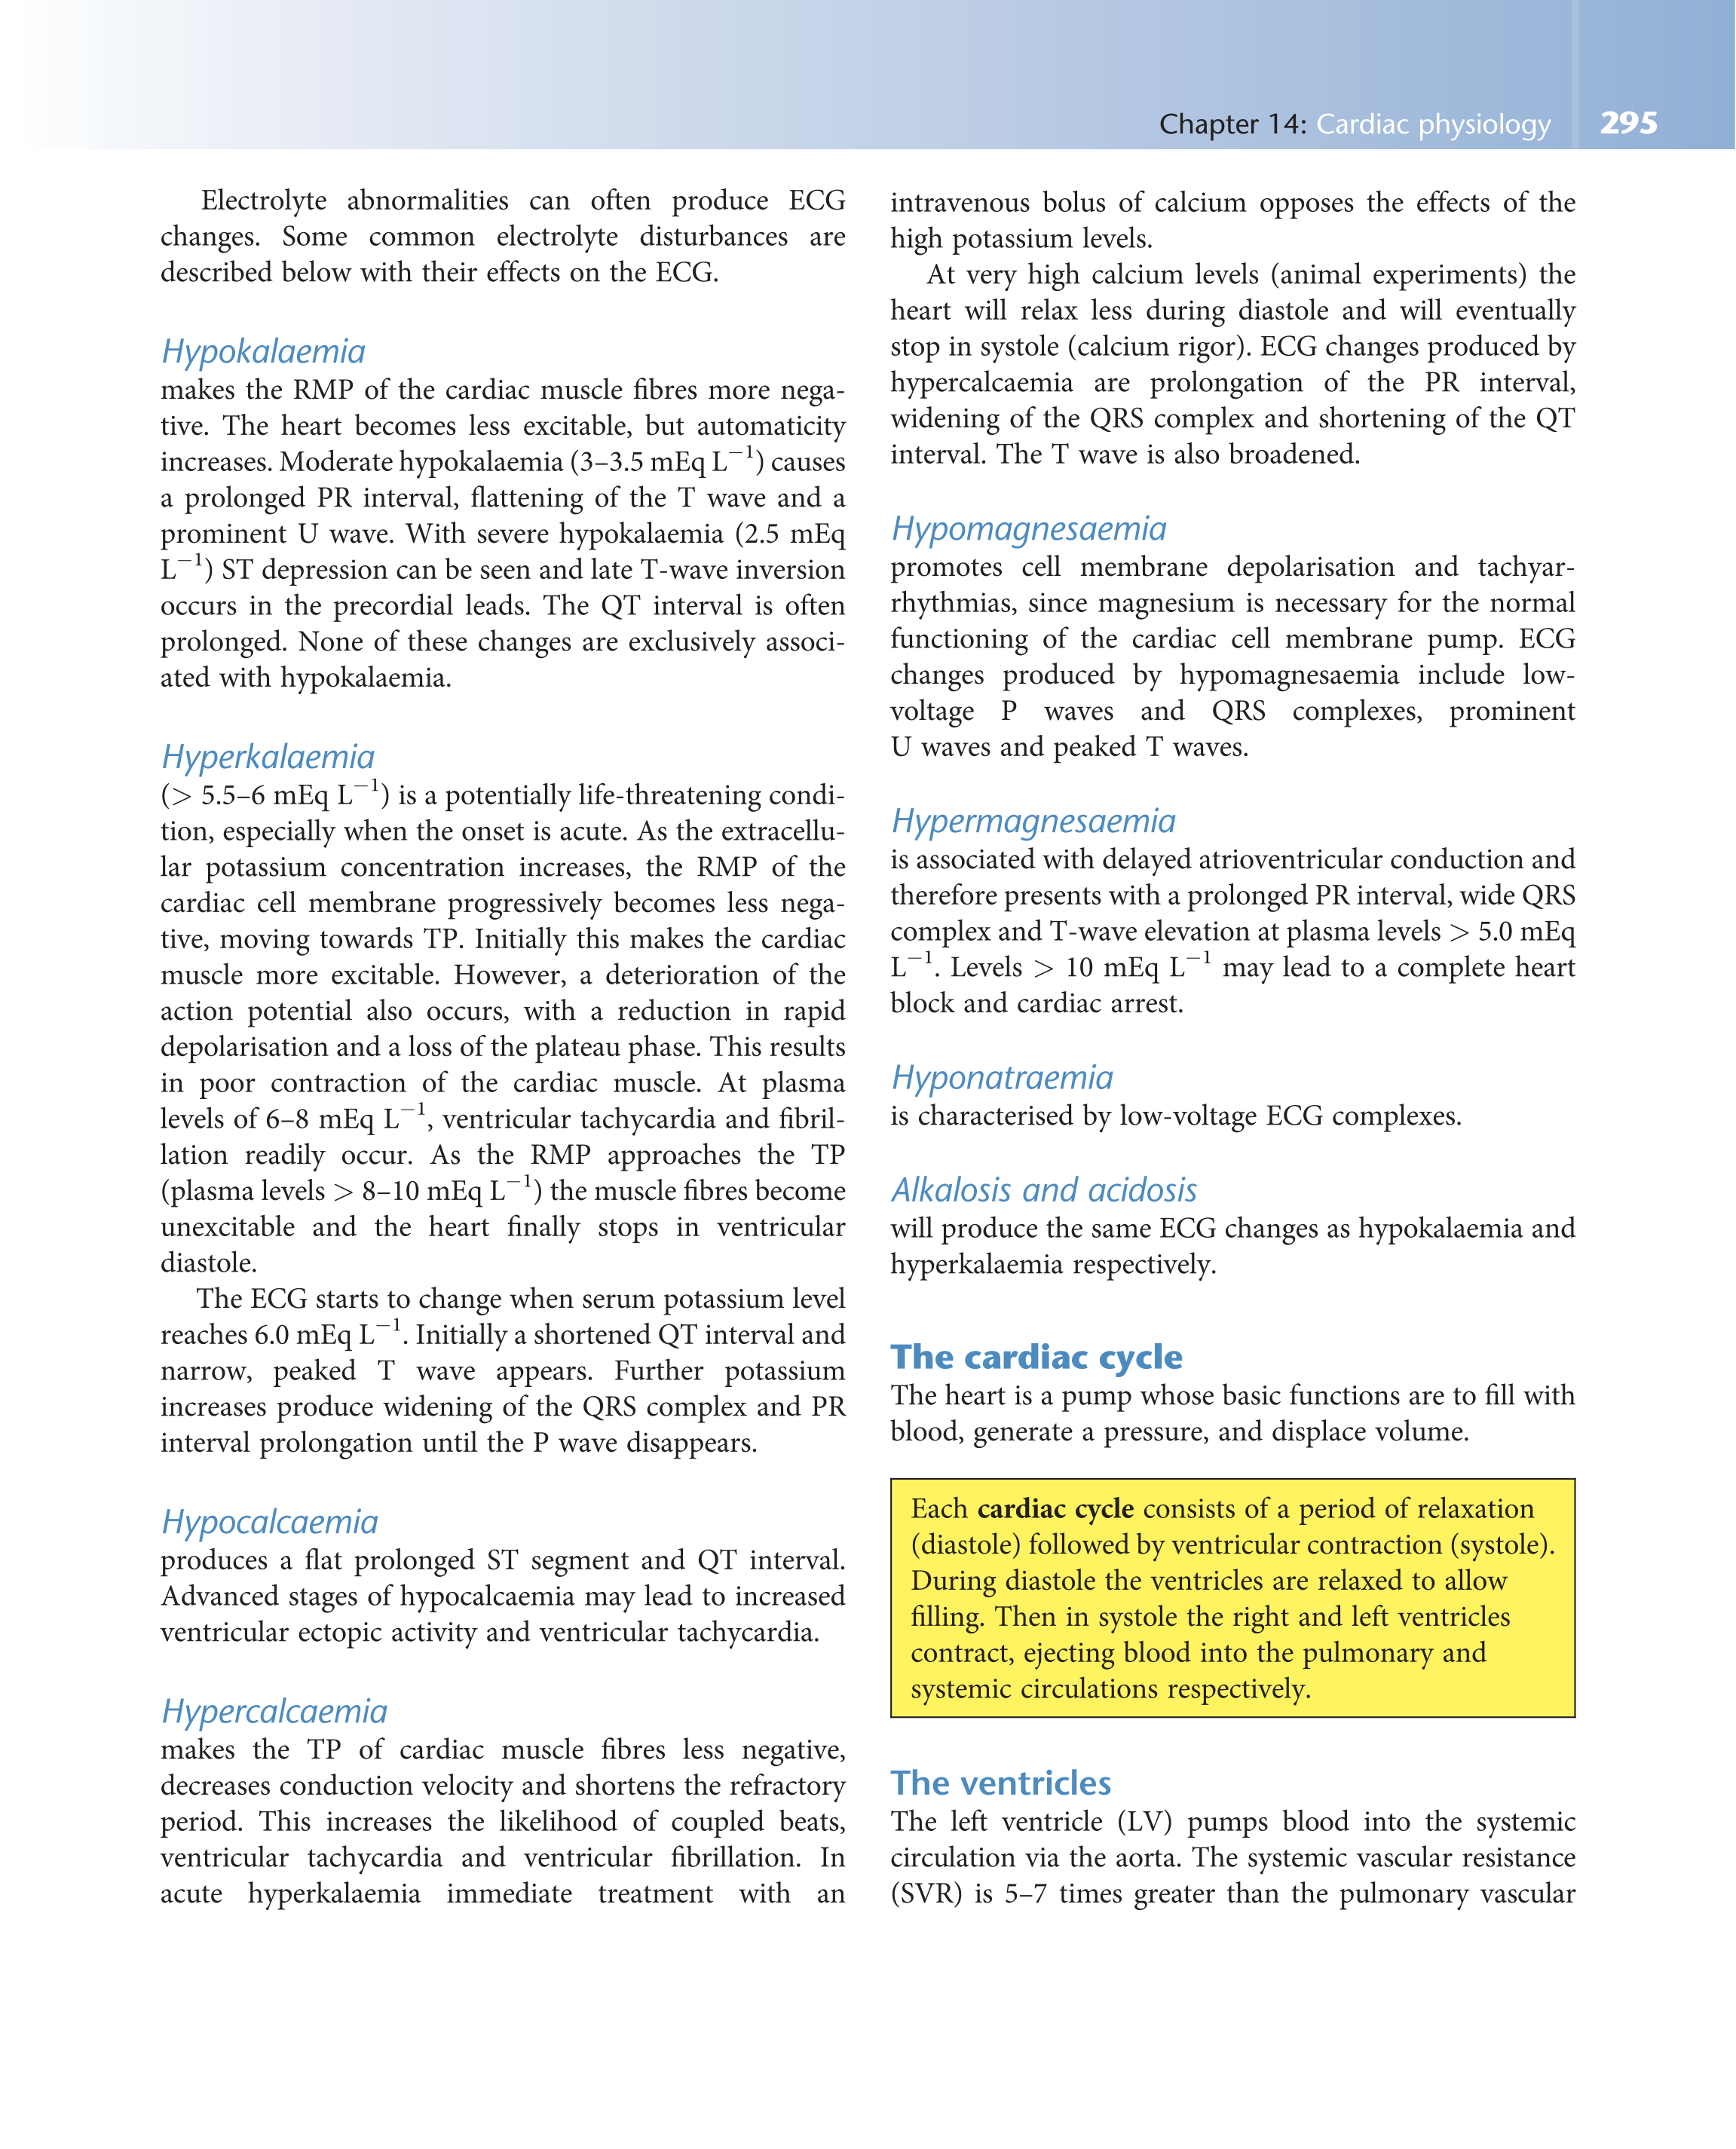 Chapter 14: Cardiac physiology 295
Electrolyte abnormalities can often produce ECG
changes. Some common electrolyte disturbances are
described below with their effects on the ECG.
Hypokalaemia
makes the RMP of the cardiac muscle fibres more nega-
tive. The heart becomes less excitable, but automaticity
increases. Moderate hypokalaemia (3–3.5 mEq L⁻¹) causes
a prolonged PR interval, flattening of the T wave and a
prominent U wave. With severe hypokalaemia (2.5 mEq
L⁻¹) ST depression can be seen and late T-wave inversion
occurs in the precordial leads. The QT interval is often
prolonged. None of these changes are exclusively associ-
ated with hypokalaemia.
Hyperkalaemia
(> 5.5–6 mEq L⁻¹) is a potentially life-threatening condi-
tion, especially when the onset is acute. As the extracellu-
lar potassium concentration increases, the RMP of the
cardiac cell membrane progressively becomes less nega-
tive, moving towards TP. Initially this makes the cardiac
muscle more excitable. However, a deterioration of the
action potential also occurs, with a reduction in rapid
depolarisation and a loss of the plateau phase. This results
in poor contraction of the cardiac muscle. At plasma
levels of 6–8 mEq L⁻¹, ventricular tachycardia and fibril-
lation readily occur. As the RMP approaches the TP
(plasma levels > 8–10 mEq L⁻¹) the muscle fibres become
unexcitable and the heart finally stops in ventricular
diastole.
The ECG starts to change when serum potassium level
reaches 6.0 mEq L⁻¹. Initially a shortened QT interval and
narrow, peaked T wave appears. Further potassium
increases produce widening of the QRS complex and PR
interval prolongation until the P wave disappears.
Hypocalcaemia
produces a flat prolonged ST segment and QT interval.
Advanced stages of hypocalcaemia may lead to increased
ventricular ectopic activity and ventricular tachycardia.
Hypercalcaemia
makes the TP of cardiac muscle fibres less negative,
decreases conduction velocity and shortens the refractory
period. This increases the likelihood of coupled beats,
ventricular tachycardia and ventricular fibrillation. In
acute hyperkalaemia immediate treatment with an
intravenous bolus of calcium opposes the effects of the
high potassium levels.
At very high calcium levels (animal experiments) the
heart will relax less during diastole and will eventually
stop in systole (calcium rigor). ECG changes produced by
hypercalcaemia are prolongation of the PR interval,
widening of the QRS complex and shortening of the QT
interval. The T wave is also broadened.
Hypomagnesaemia
promotes cell membrane depolarisation and tachyar-
rhythmias, since magnesium is necessary for the normal
functioning of the cardiac cell membrane pump. ECG
changes produced by hypomagnesaemia include low-
voltage P waves and QRS complexes, prominent
U waves and peaked T waves.
Hypermagnesaemia
is associated with delayed atrioventricular conduction and
therefore presents with a prolonged PR interval, wide QRS
complex and T-wave elevation at plasma levels > 5.0 mEq
L⁻¹. Levels > 10 mEq L⁻¹ may lead to a complete heart
block and cardiac arrest.
Hyponatraemia
is characterised by low-voltage ECG complexes.
Alkalosis and acidosis
will produce the same ECG changes as hypokalaemia and
hyperkalaemia respectively.
The cardiac cycle
The heart is a pump whose basic functions are to fill with
blood, generate a pressure, and displace volume.
Each cardiac cycle consists of a period of relaxation
(diastole) followed by ventricular contraction (systole).
During diastole the ventricles are relaxed to allow
filling. Then in systole the right and left ventricles
contract, ejecting blood into the pulmonary and
systemic circulations respectively.
The ventricles
The left ventricle (LV) pumps blood into the systemic
circulation via the aorta. The systemic vascular resistance
(SVR) is 5–7 times greater than the pulmonary vascular